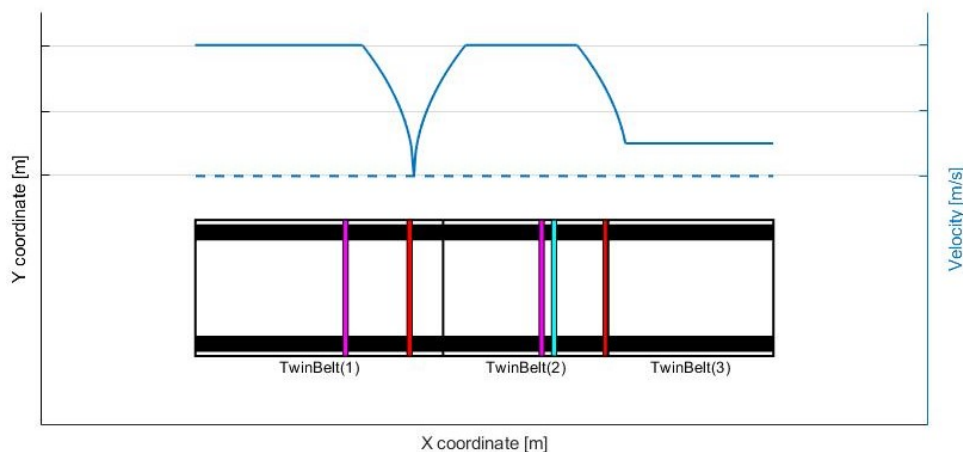 Y coordinate [m]
Velocity [m/s]
TwinBelt(1)
TwinBelt(2)
TwinBelt(3)
X coordinate [m]